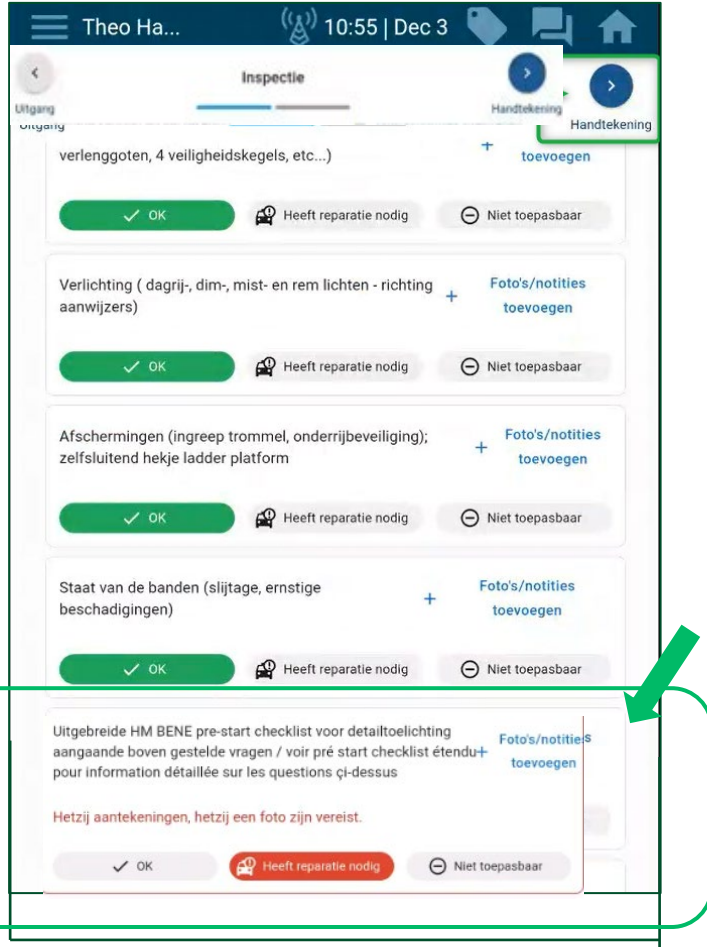 Theo Ha... 10:55 | Dec 3
Inspectie
Uitgang
Handtekening
Handtekening
Uitgang
verlenggoten, 4 veiligheidskegels, etc...)
+ toevoegen
OK Heeft reparatie nodig Niet toepasbaar
Verlichting ( dagrij-, dim-, mist- en rem lichten - richting
aanwijzers)
+ Foto's/notities
toevoegen
OK Heeft reparatie nodig Niet toepasbaar
Afschermingen (ingreep trommel, onderrijbeveiliging);
zelfsluitend hekje ladder platform
+ Foto's/notities
toevoegen
OK Heeft reparatie nodig Niet toepasbaar
Staat van de banden (slijtage, ernstige
beschadigingen)
+ Foto's/notities
toevoegen
OK Heeft reparatie nodig Niet toepasbaar
Uitgebreide HM BENE pre-start checklist voor detailtoelichting
aangaande boven gestelde vragen / voir pré start checklist étendu
pour information détaillée sur les questions çi-dessus
+ Foto's/notities
toevoegen
Hetzij aantekeningen, hetzij een foto zijn vereist.
OK Heeft reparatie nodig Niet toepasbaar